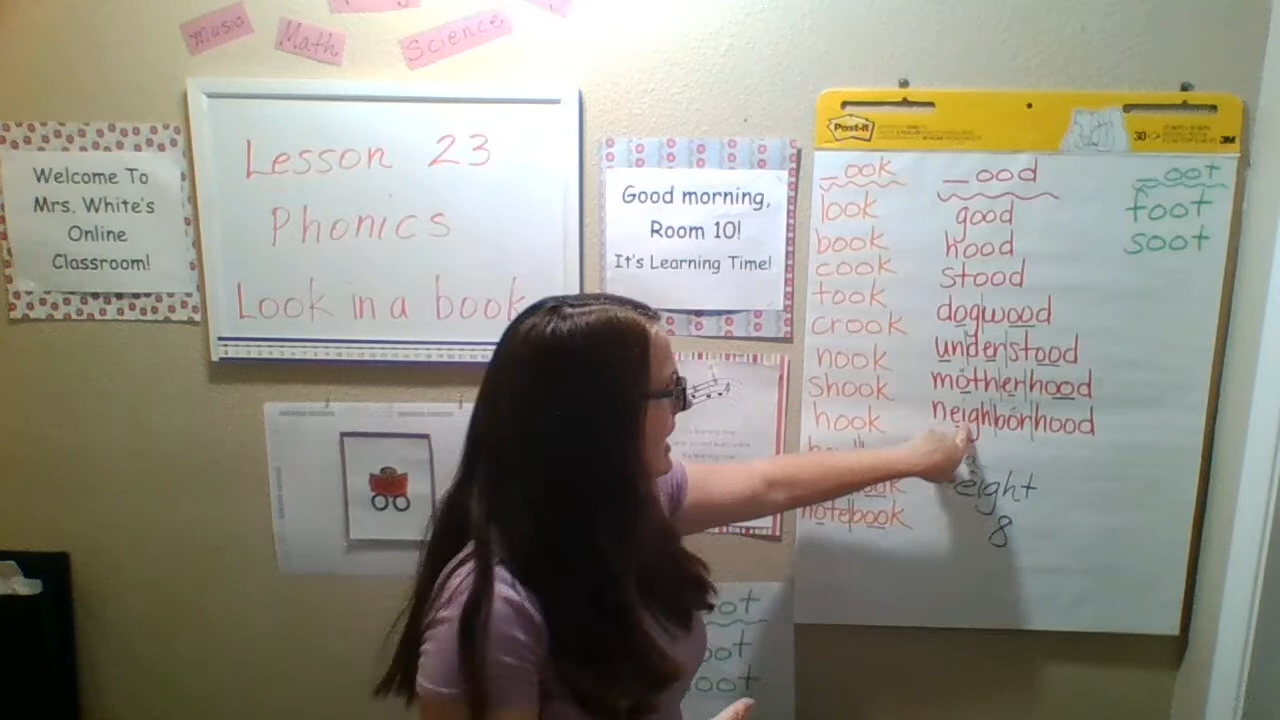 Music
Math
Science
Welcome To
Mrs. White's
Online
Classroom!
Lesson 23
Phonics
Look in a book
Good morning,
Room 10!
It's Learning Time!
Post-it
30
3M
_ook
look
book
cook
took
crook
nook
shook
hook
notebook
_ood
good
hood
stood
dogwood
understood
motherhood
neighborhood
eight
8
_oot
foot
soot